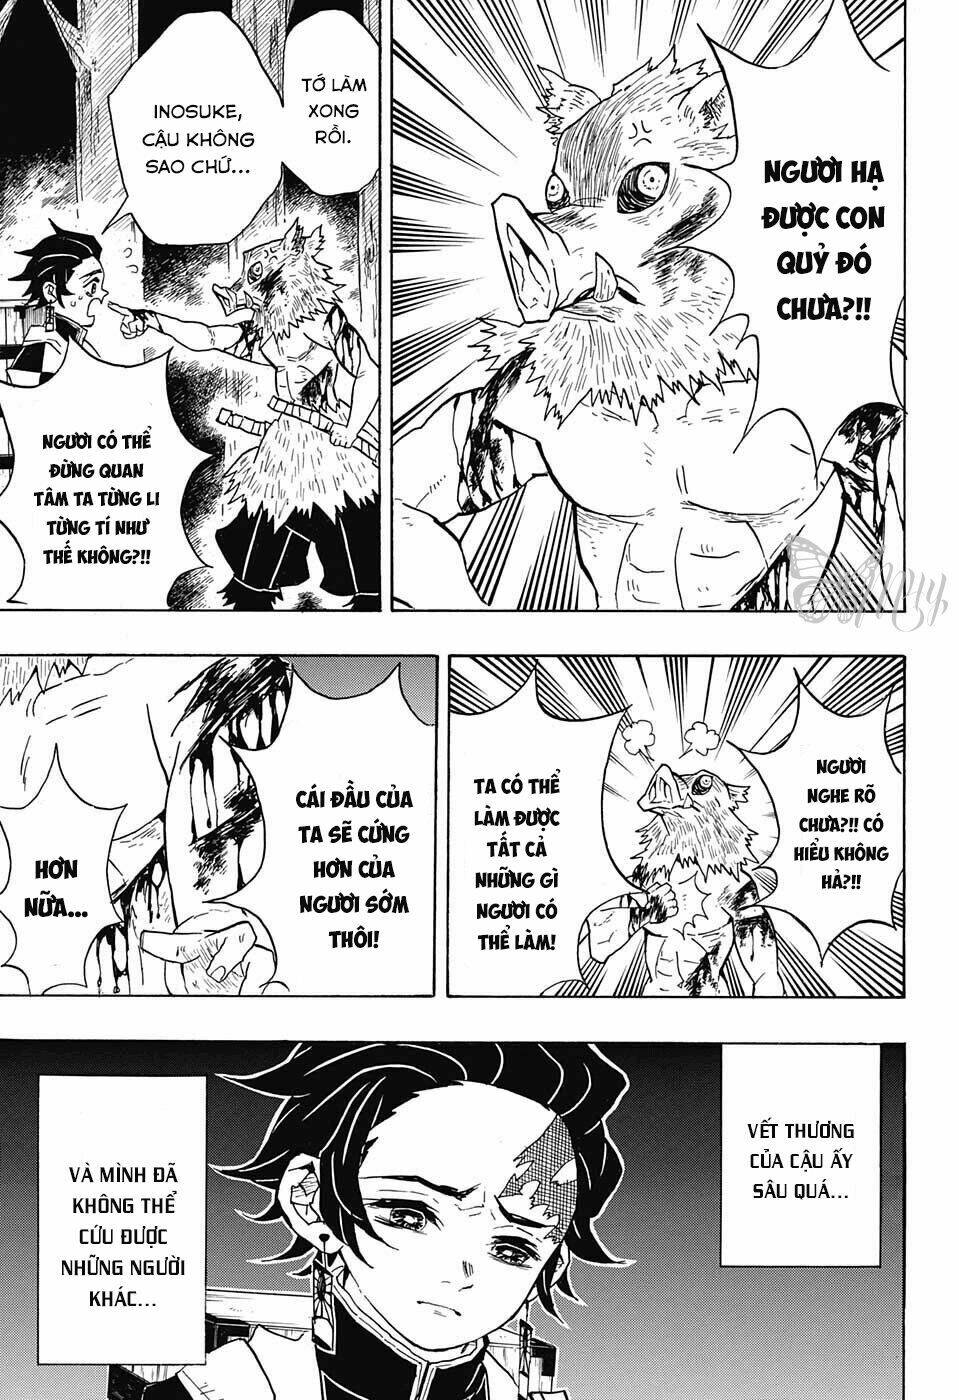 NGƯƠI HẠ
ĐƯỢC CON
QUỶ ĐÓ
CHƯA?!!
TỚ LÀM
XONG
RỒI.
INOSUKE,
CẬU KHÔNG
SAO CHỨ...
NGƯƠI CÓ THỂ
ĐỪNG QUAN
TÂM TA TỪNG LI
TỪNG TÍ NHƯ
THẾ KHÔNG?!!
NGƯƠI
NGHE RÕ
CHƯA?!! CÓ
HIỂU KHÔNG
HẢ?!!
TA CÓ THỂ
LÀM ĐƯỢC
TẤT CẢ
NHỮNG GÌ
NGƯƠI CÓ
THỂ LÀM!
CÁI ĐẦU CỦA
TA SẼ CỨNG
HƠN CỦA
NGƯƠI SỚM
THÔI!
HƠN
NỮA...
VẾT THƯƠNG
CỦA CẬU ẤY
SÂU QUÁ...
VÀ MÌNH ĐÃ
KHÔNG THỂ
CỨU ĐƯỢC
NHỮNG NGƯỜI
KHÁC...